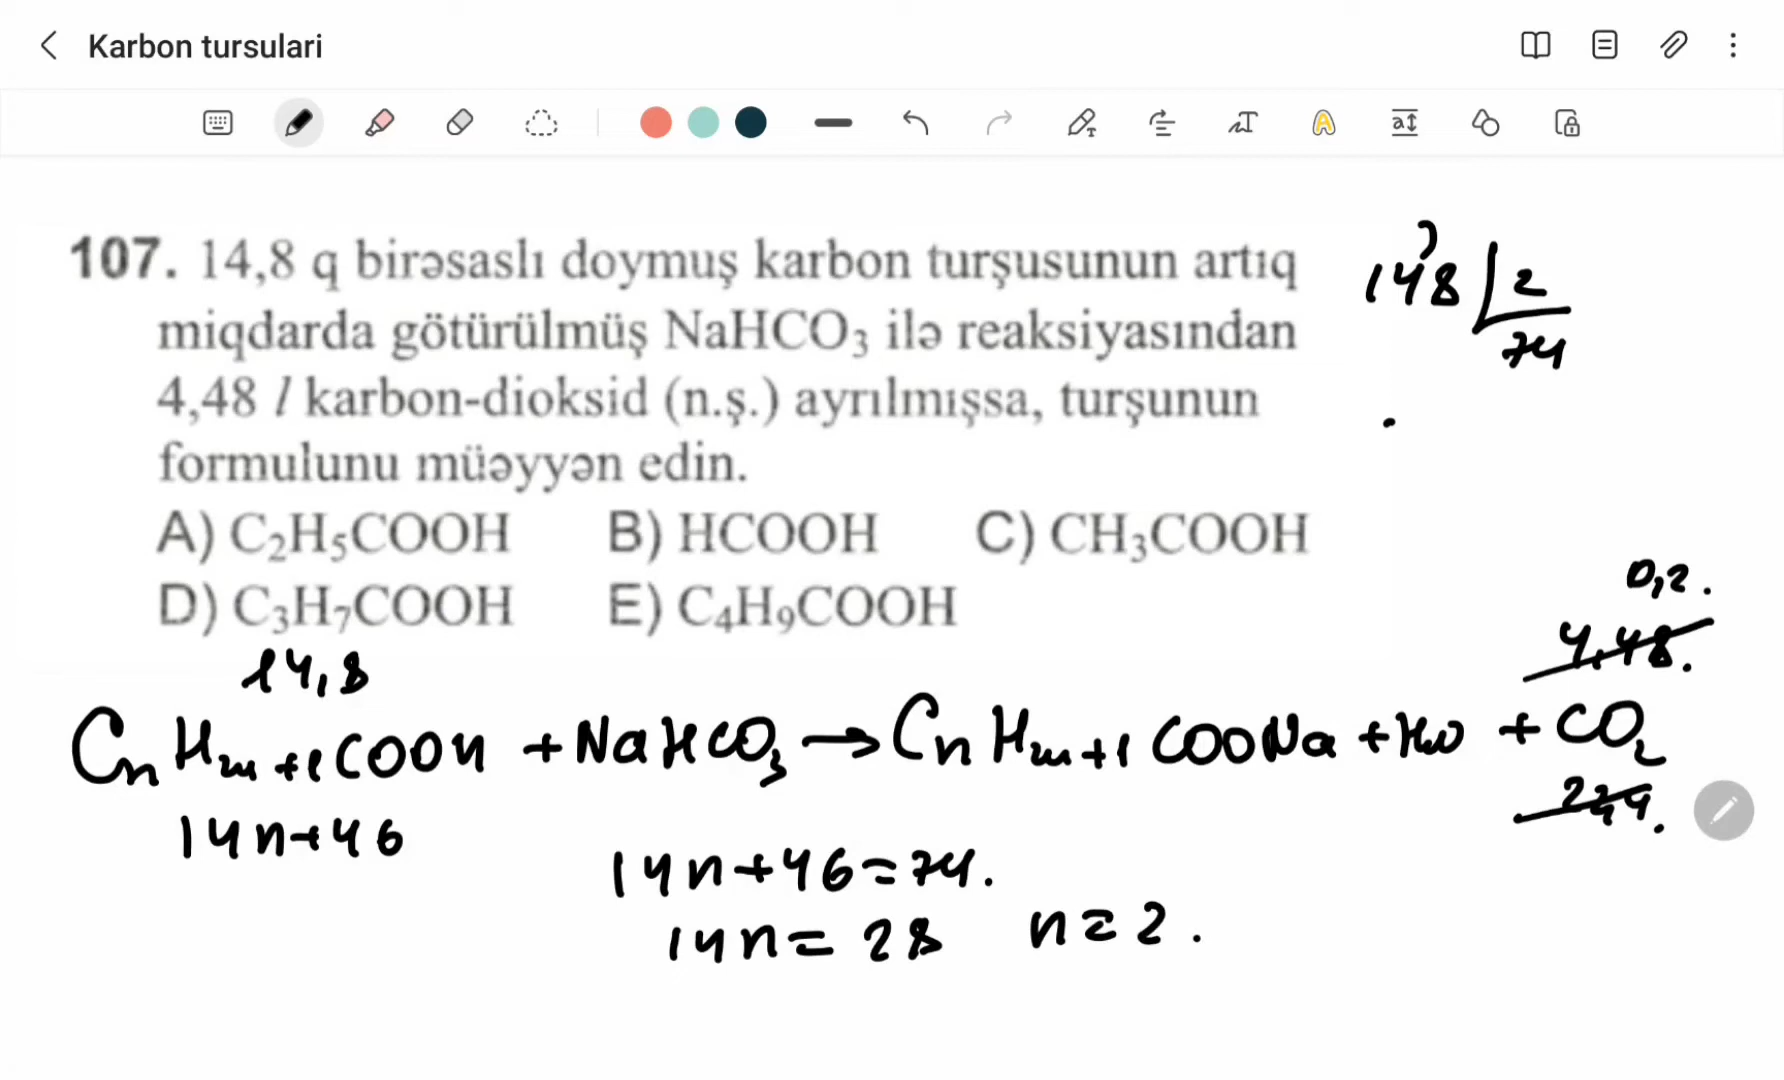 Karbon tursulari
107. 14,8 q birəsaslı doymuş karbon turşusunun artıq
miqdarda götürülmüş NaHCO₃ ilə reaksiyasından
4,48 l karbon-dioksid (n.ş.) ayrılmışsa, turşunun
formulunu müəyyən edin.
A) C₂H₅COOH B) HCOOH C) CH₃COOH
D) C₃H₇COOH E) C₄H₉COOH
148 2
74
0,2.
14,8 4,48.
CnH2n+1COOH + NaHCO₃ → CnH2n+1COONa + H₂O + CO₂
14n+46 22,4.
14n+46=74.
14n=28 n=2.